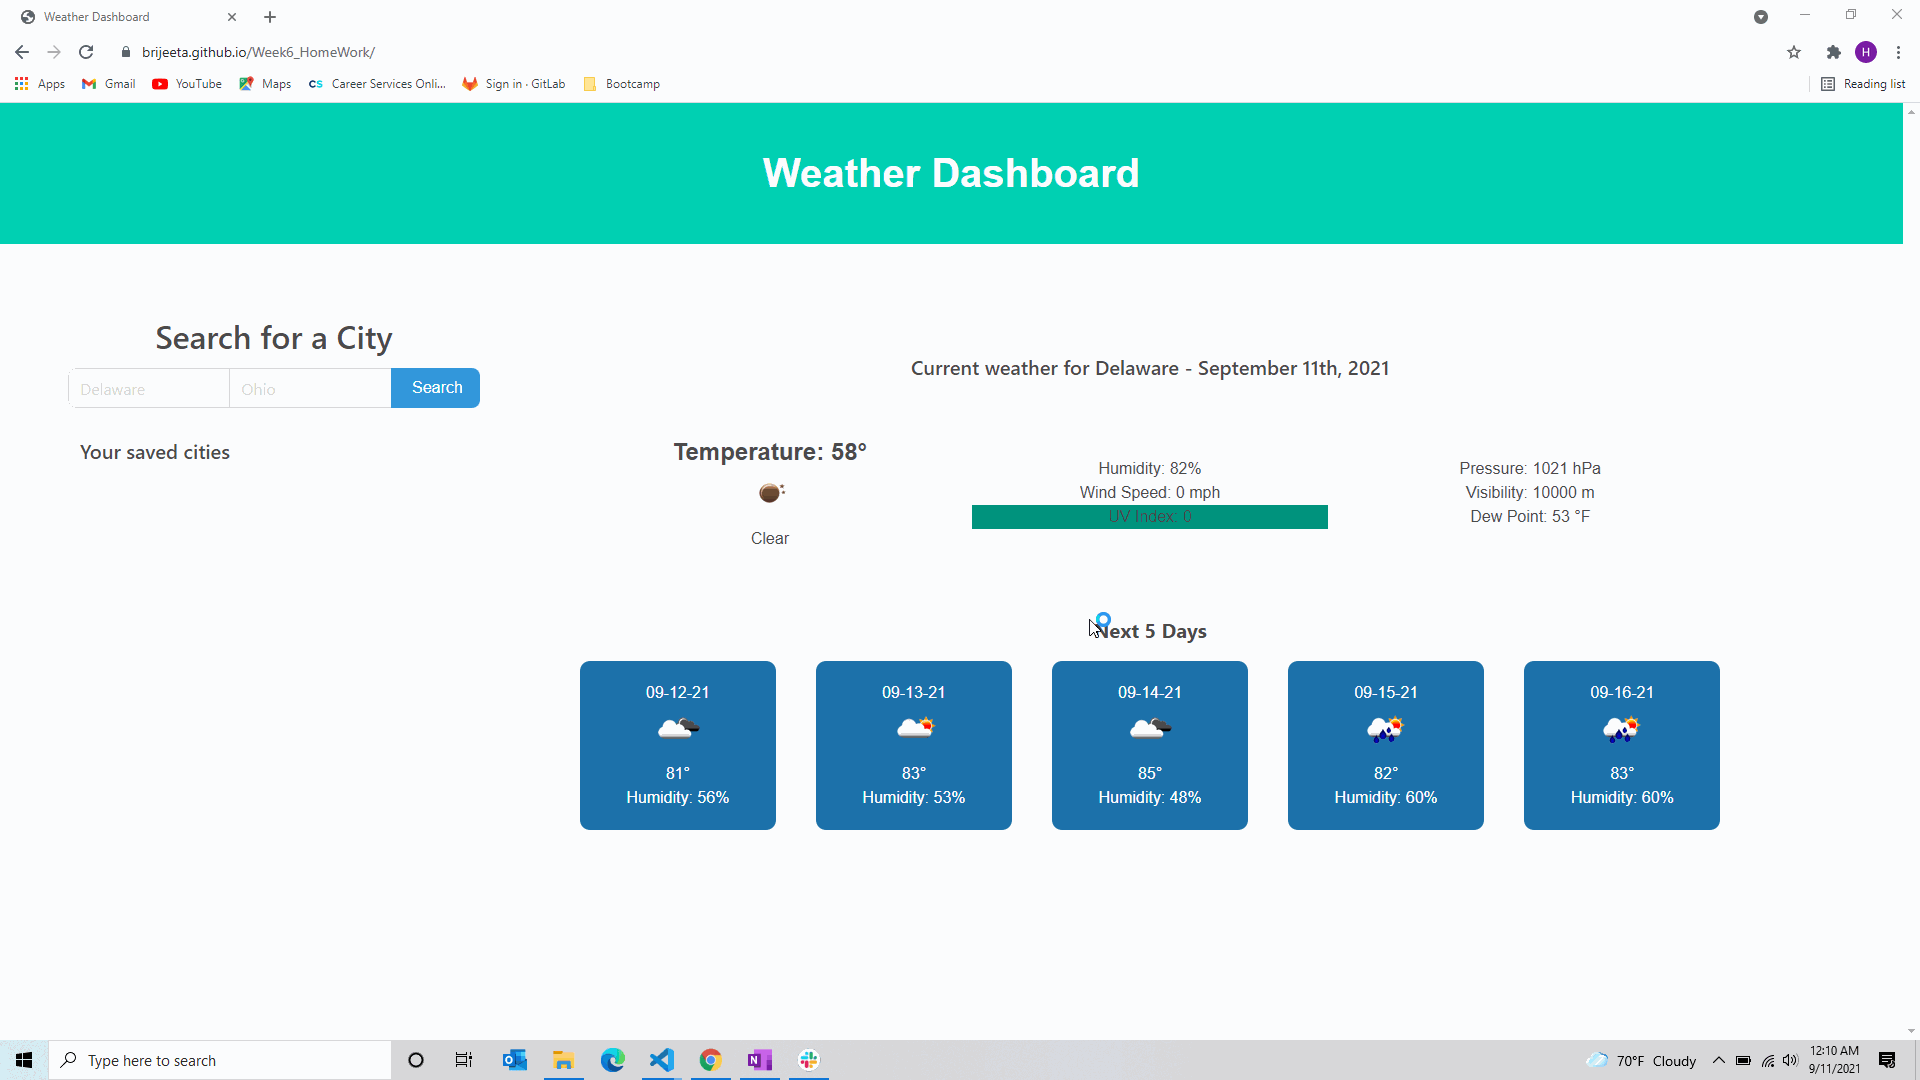 Weather Dashboard
brijeeta.github.io/Week6_HomeWork/
H
Apps
Gmail
YouTube
Maps
CS Career Services Onli...
Sign in · GitLab
Bootcamp
Reading list
Weather Dashboard
Search for a City
Delaware
Ohio
Search
Your saved cities
Current weather for Delaware - September 11th, 2021
Temperature: 58°
Clear
Humidity: 82%
Wind Speed: 0 mph
UV Index: 0
Pressure: 1021 hPa
Visibility: 10000 m
Dew Point: 53 °F
Next 5 Days
09-12-21
81°
Humidity: 56%
09-13-21
83°
Humidity: 53%
09-14-21
85°
Humidity: 48%
09-15-21
82°
Humidity: 60%
09-16-21
83°
Humidity: 60%
Type here to search
70°F Cloudy
12:10 AM
9/11/2021